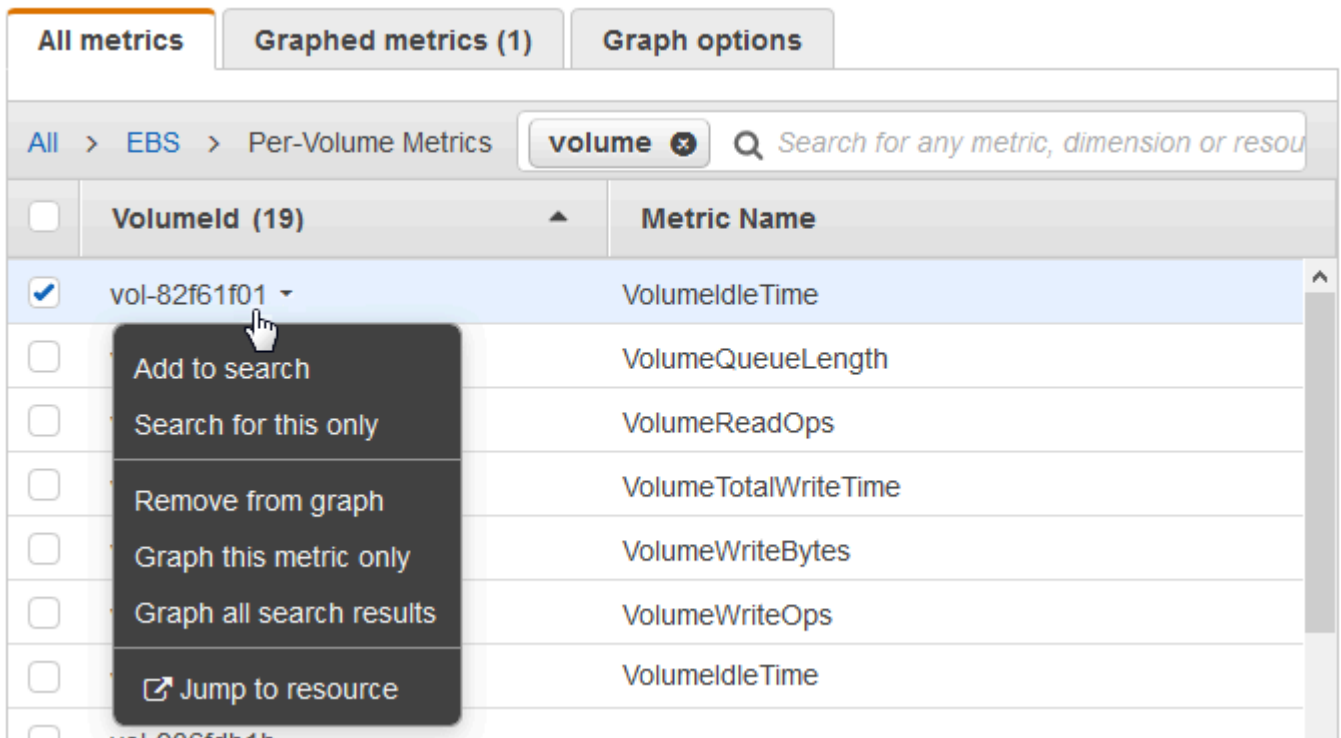 All metrics Graphed metrics (1) Graph options
All > EBS > Per-Volume Metrics volume Search for any metric, dimension or resou
VolumeId (19) Metric Name
vol-82f61f01 VolumeIdleTime
Add to search VolumeQueueLength
Search for this only VolumeReadOps
Remove from graph VolumeTotalWriteTime
Graph this metric only VolumeWriteBytes
Graph all search results VolumeWriteOps
Jump to resource VolumeIdleTime